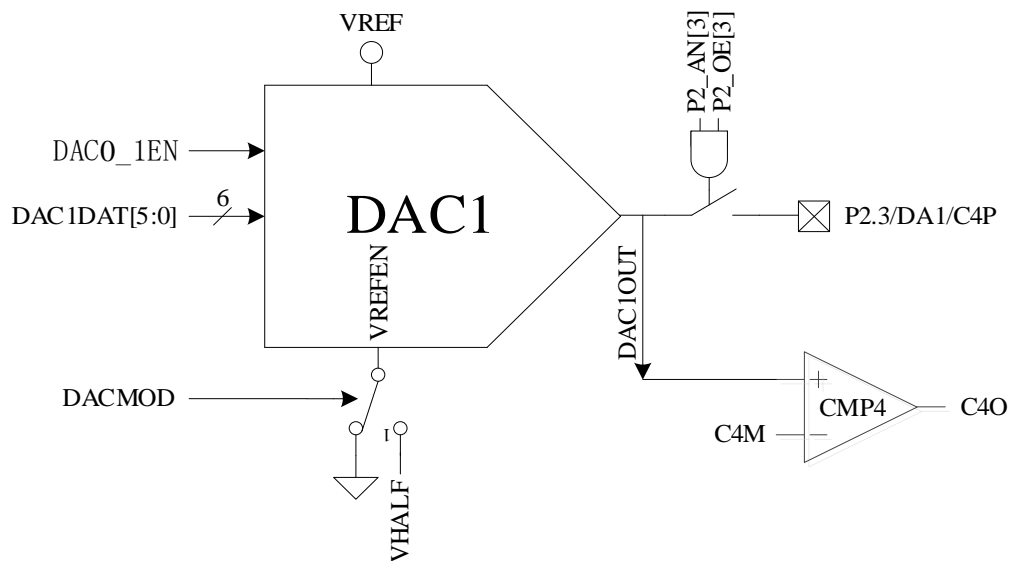 VREF
P2_AN[3]
P2_OE[3]
DAC0_1EN
6
DAC1DAT[5:0]
DAC1
P2.3/DA1/C4P
VREFEN
DAC1OUT
DACMOD
CMP4
C4O
C4M
1
VHALF